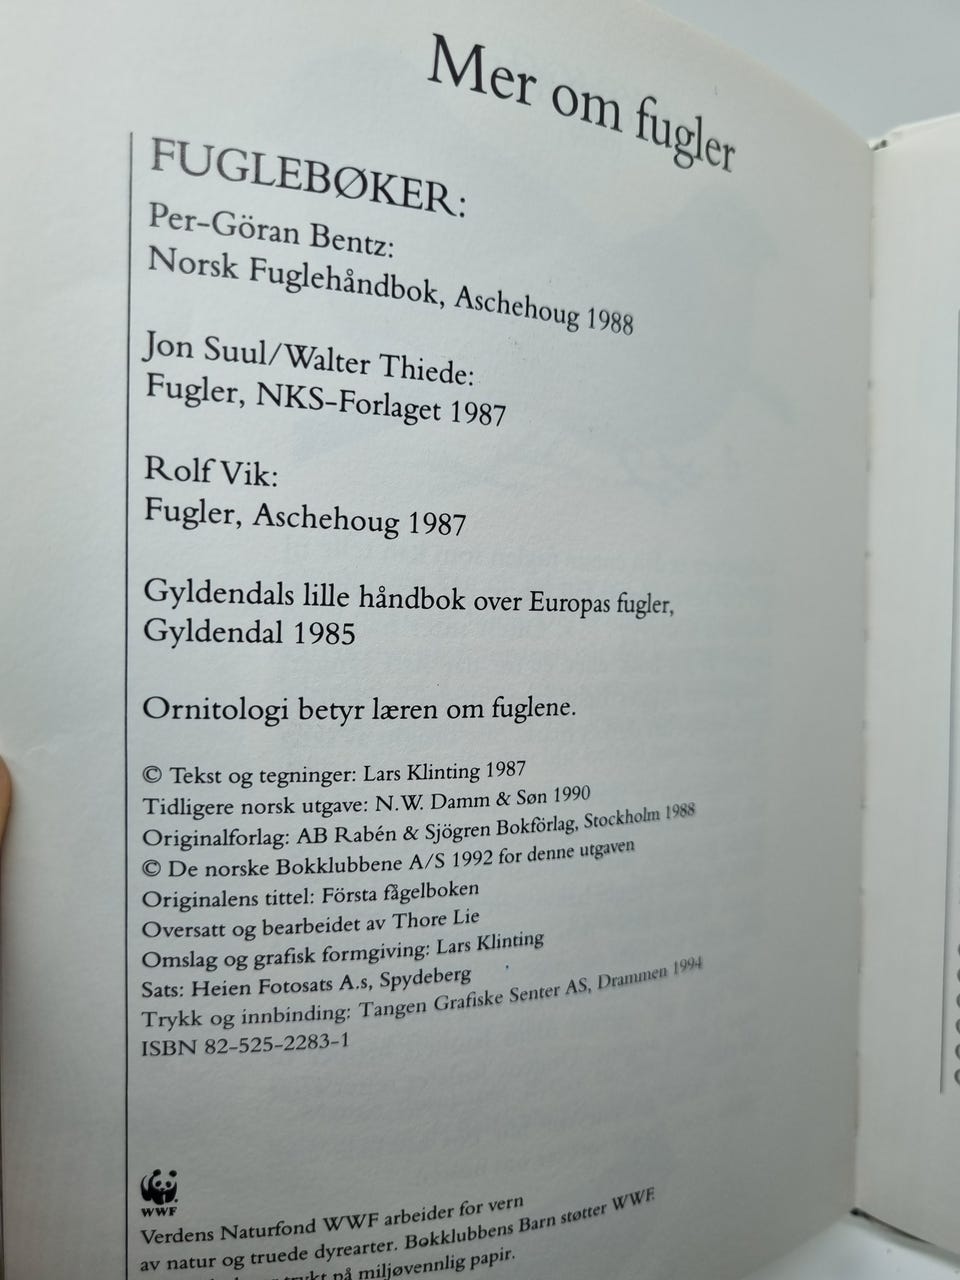 Mer om fugler
FUGLEBØKER:
Per-Göran Bentz:
Norsk Fuglehåndbok, Aschehoug 1988
Jon Suul/Walter Thiede:
Fugler, NKS-Forlaget 1987
Rolf Vik:
Fugler, Aschehoug 1987
Gyldendals lille håndbok over Europas fugler,
Gyldendal 1985
Ornitologi betyr læren om fuglene.
© Tekst og tegninger: Lars Klinting 1987
Tidligere norsk utgave: N.W. Damm & Søn 1990
Originalforlag: AB Rabén & Sjögren Bokförlag, Stockholm 1988
© De norske Bokklubbene A/S 1992 for denne utgaven
Originalens tittel: Första fågelboken
Oversatt og bearbeidet av Thore Lie
Omslag og grafisk formgiving: Lars Klinting
Sats: Heien Fotosats A.s, Spydeberg
Trykk og innbinding: Tangen Grafiske Senter AS, Drammen 1994
ISBN 82-525-2283-1
WWF
Verdens Naturfond WWF arbeider for vern
av natur og truede dyrearter. Bokklubbens Barn støtter WWF.
på miljøvennlig papir.